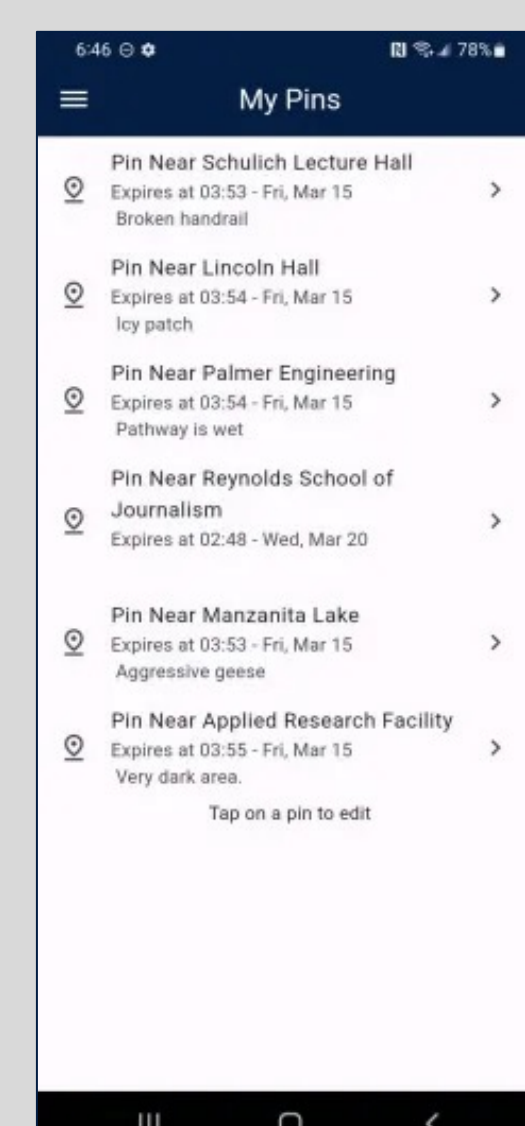 6:46
78%
My Pins
Pin Near Schulich Lecture Hall
Expires at 03:53 - Fri, Mar 15
Broken handrail
Pin Near Lincoln Hall
Expires at 03:54 - Fri, Mar 15
Icy patch
Pin Near Palmer Engineering
Expires at 03:54 - Fri, Mar 15
Pathway is wet
Pin Near Reynolds School of
Journalism
Expires at 02:48 - Wed, Mar 20
Pin Near Manzanita Lake
Expires at 03:53 - Fri, Mar 15
Aggressive geese
Pin Near Applied Research Facility
Expires at 03:55 - Fri, Mar 15
Very dark area.
Tap on a pin to edit